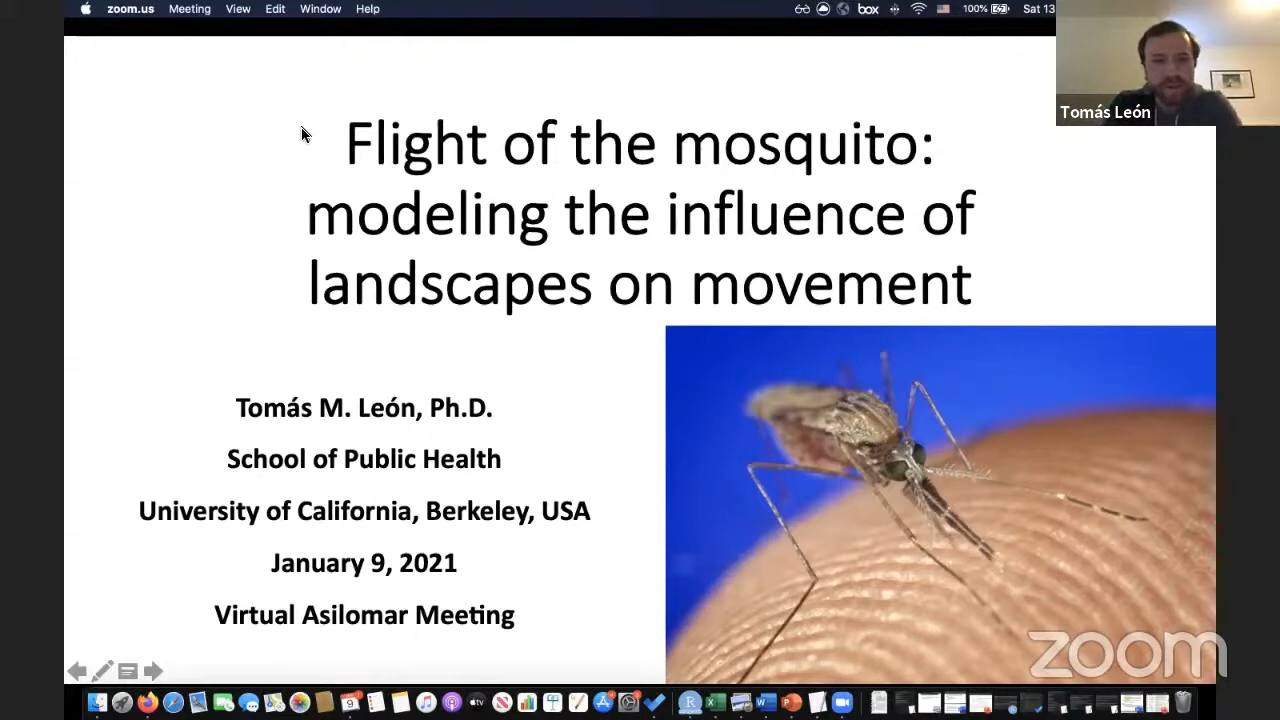 zoom.us Meeting View Edit Window Help
box 100% Sat 13
Tomás León
Flight of the mosquito:
modeling the influence of
landscapes on movement
Tomás M. León, Ph.D.
School of Public Health
University of California, Berkeley, USA
January 9, 2021
Virtual Asilomar Meeting
zoom